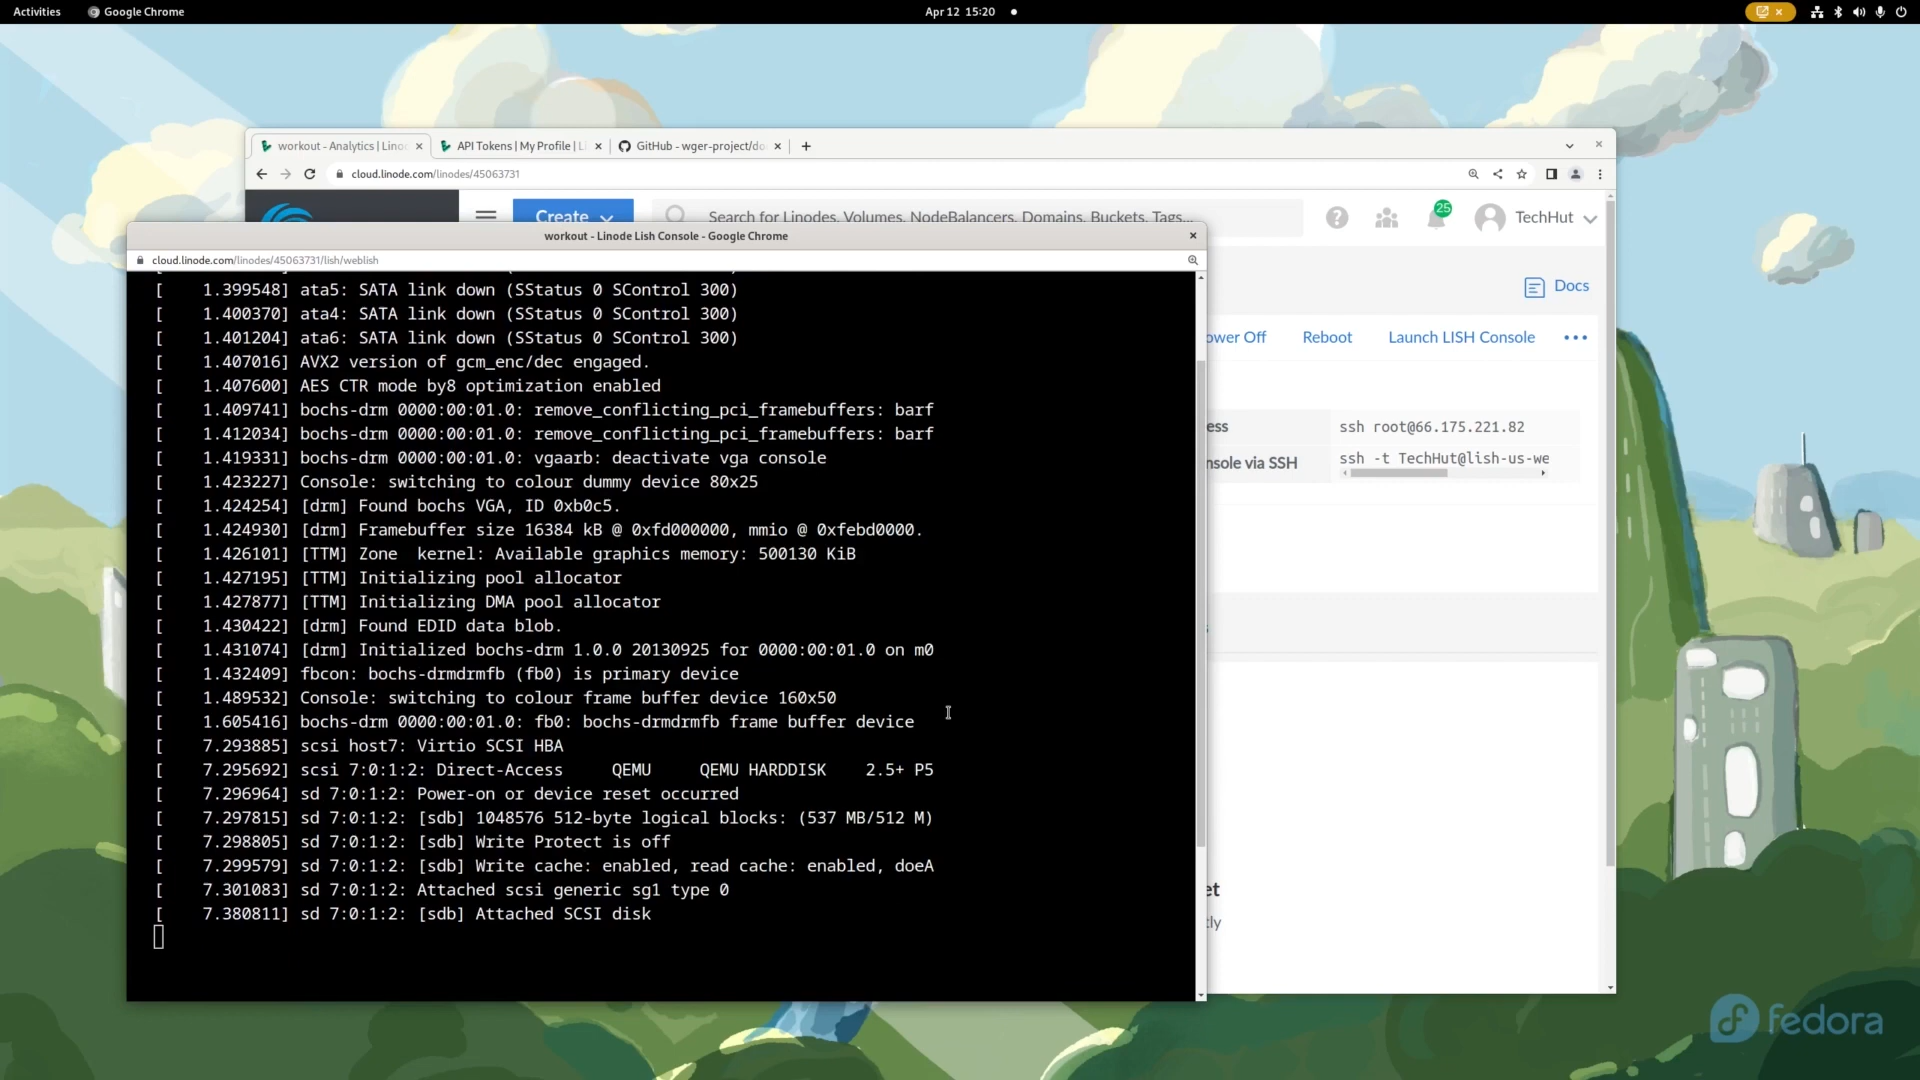 Activities
Google Chrome
Apr 12 15:20
workout - Analytics | Lino
API Tokens | My Profile | L
GitHub - wger-project/do
cloud.linode.com/linodes/45063731
Create
Search for Linodes, Volumes, NodeBalancers, Domains, Buckets, Tags...
25
TechHut
workout - Linode Lish Console - Google Chrome
cloud.linode.com/linodes/45063731/lish/weblish
[    1.399548] ata5: SATA link down (SStatus 0 SControl 300)
[    1.400370] ata4: SATA link down (SStatus 0 SControl 300)
[    1.401204] ata6: SATA link down (SStatus 0 SControl 300)
[    1.407016] AVX2 version of gcm_enc/dec engaged.
[    1.407600] AES CTR mode by8 optimization enabled
[    1.409741] bochs-drm 0000:00:01.0: remove_conflicting_pci_framebuffers: barf
[    1.412034] bochs-drm 0000:00:01.0: remove_conflicting_pci_framebuffers: barf
[    1.419331] bochs-drm 0000:00:01.0: vgaarb: deactivate vga console
[    1.423227] Console: switching to colour dummy device 80x25
[    1.424254] [drm] Found bochs VGA, ID 0xb0c5.
[    1.424930] [drm] Framebuffer size 16384 kB @ 0xfd000000, mmio @ 0xfebd0000.
[    1.426101] [TTM] Zone  kernel: Available graphics memory: 500130 KiB
[    1.427195] [TTM] Initializing pool allocator
[    1.427877] [TTM] Initializing DMA pool allocator
[    1.430422] [drm] Found EDID data blob.
[    1.431074] [drm] Initialized bochs-drm 1.0.0 20130925 for 0000:00:01.0 on m0
[    1.432409] fbcon: bochs-drmdrmfb (fb0) is primary device
[    1.489532] Console: switching to colour frame buffer device 160x50
[    1.605416] bochs-drm 0000:00:01.0: fb0: bochs-drmdrmfb frame buffer device
[    7.293885] scsi host7: Virtio SCSI HBA
[    7.295692] scsi 7:0:1:2: Direct-Access     QEMU     QEMU HARDDISK    2.5+ P5
[    7.296964] sd 7:0:1:2: Power-on or device reset occurred
[    7.297815] sd 7:0:1:2: [sdb] 1048576 512-byte logical blocks: (537 MB/512 M)
[    7.298805] sd 7:0:1:2: [sdb] Write Protect is off
[    7.299579] sd 7:0:1:2: [sdb] Write cache: enabled, read cache: enabled, doeA
[    7.301083] sd 7:0:1:2: Attached scsi generic sg1 type 0
[    7.380811] sd 7:0:1:2: [sdb] Attached SCSI disk
Docs
ower Off
Reboot
Launch LISH Console
ess
ssh root@66.175.221.82
nsole via SSH
ssh -t TechHut@lish-us-we
et
tly
fedora